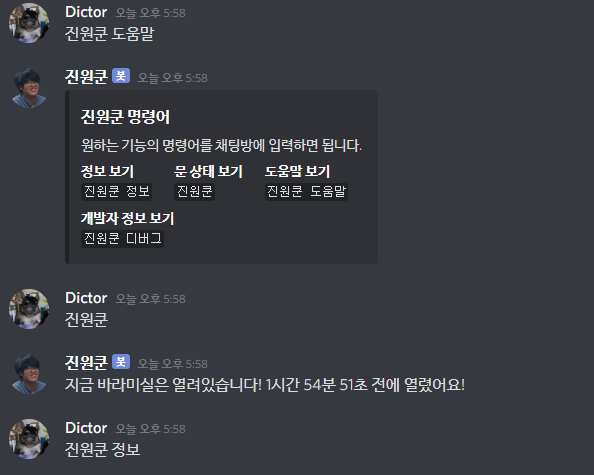 Dictor 오늘 오후 5:58
진원쿤 도움말
진원쿤 봇 오늘 오후 5:58
진원쿤 명령어
원하는 기능의 명령어를 채팅방에 입력하면 됩니다.
정보 보기 문 상태 보기 도움말 보기
진원쿤 정보 진원쿤 진원쿤 도움말
개발자 정보 보기
진원쿤 디버그
Dictor 오늘 오후 5:58
진원쿤
진원쿤 봇 오늘 오후 5:58
지금 바라미실은 열려있습니다! 1시간 54분 51초 전에 열렸어요!
Dictor 오늘 오후 5:58
진원쿤 정보